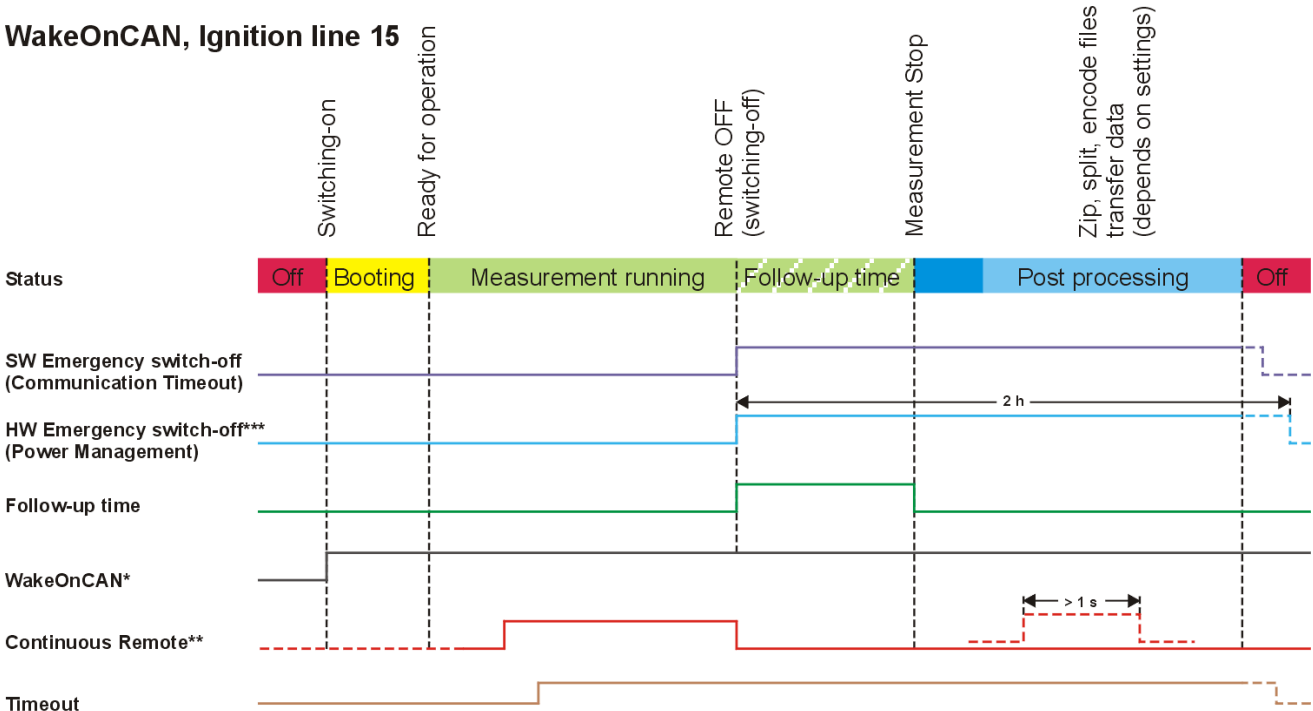 WakeOnCAN, Ignition line 15
Switching-on
Ready for operation
Remote OFF
(switching-off)
Measurement Stop
Zip, split, encode files
transfer data
(depends on settings)
Status
Off
Booting
Measurement running
Follow-up time
Post processing
Off
SW Emergency switch-off
(Communication Timeout)
2 h
HW Emergency switch-off***
(Power Management)
Follow-up time
WakeOnCAN*
> 1 s
Continuous Remote**
Timeout